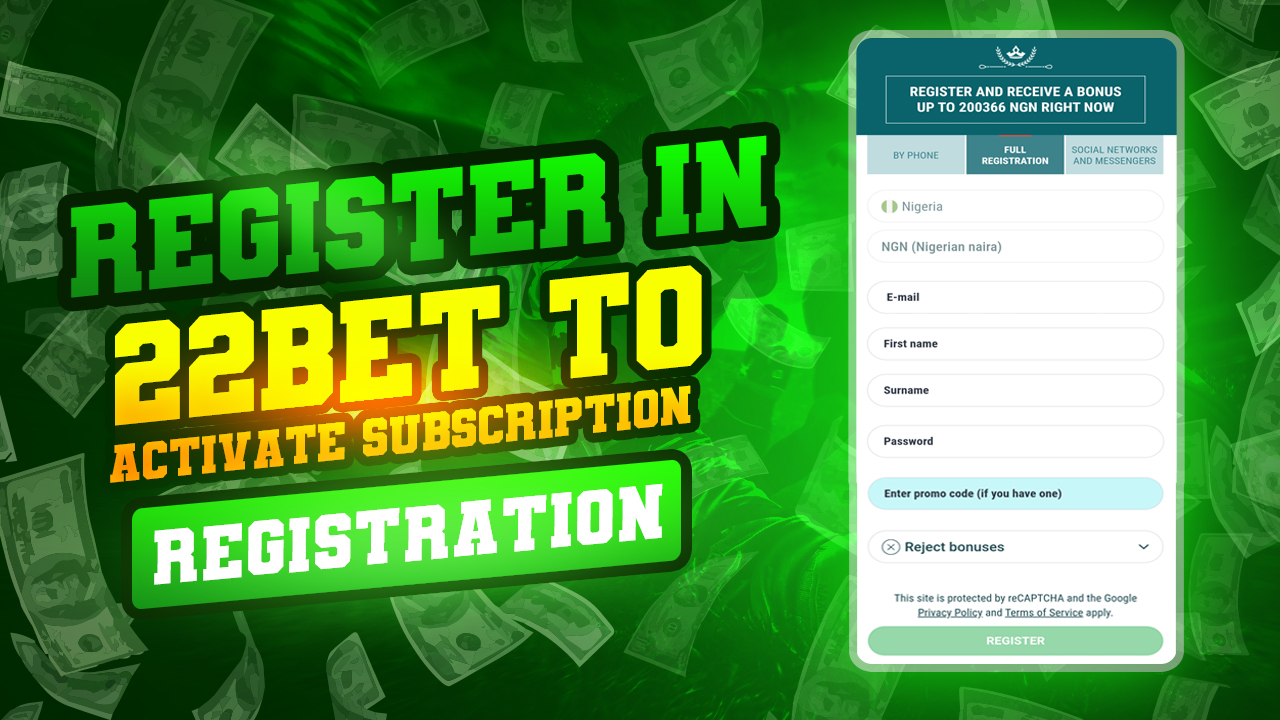 REGISTER IN
22BET TO
ACTIVATE SUBSCRIPTION
REGISTRATION
REGISTER AND RECEIVE A BONUS
UP TO 200366 NGN RIGHT NOW
BY PHONE
FULL
REGISTRATION
SOCIAL NETWORKS
AND MESSENGERS
Nigeria
NGN (Nigerian naira)
E-mail
First name
Surname
Password
Enter promo code (if you have one)
Reject bonuses
This site is protected by reCAPTCHA and the Google
Privacy Policy and Terms of Service apply.
REGISTER